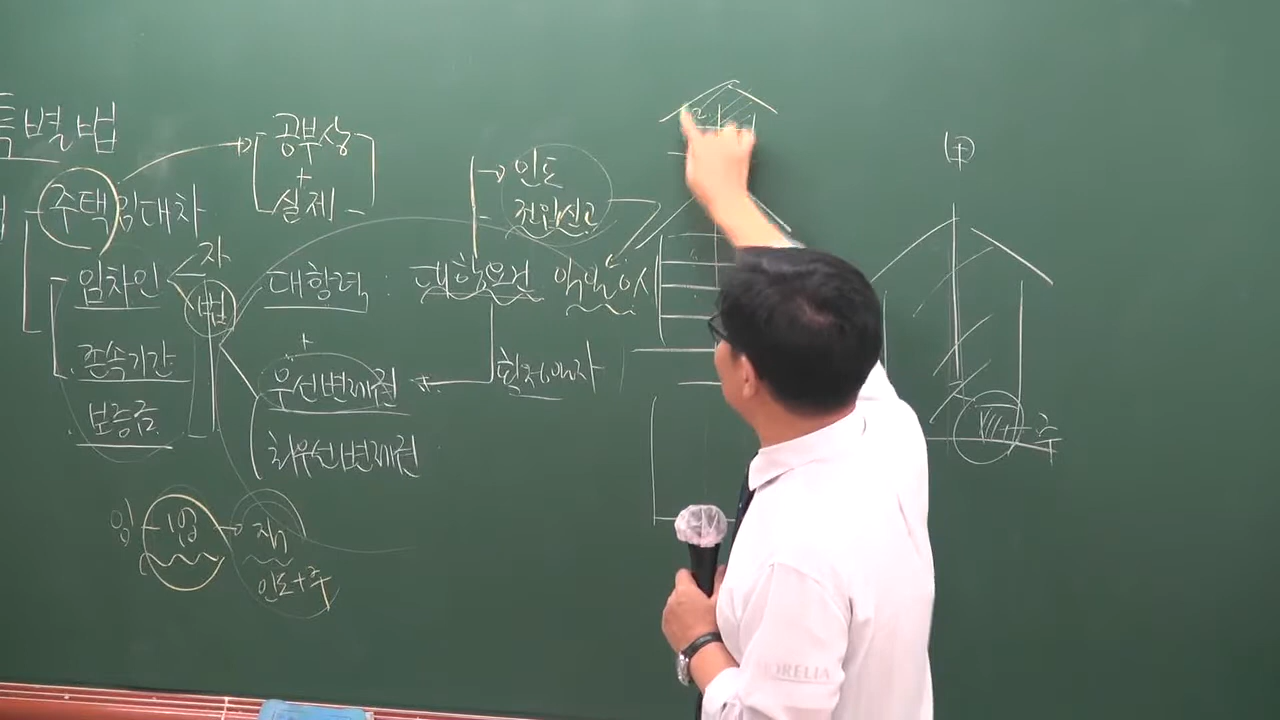 특별법
주택임대차
공부상
+
실제
임차인
자
법
존속기간
보증금
대항력 : 대항요건 익일0시
인도
전입신고
+
우선변제권
확정일자
최우선변제권
임
재
인도+주
甲
ORELIA